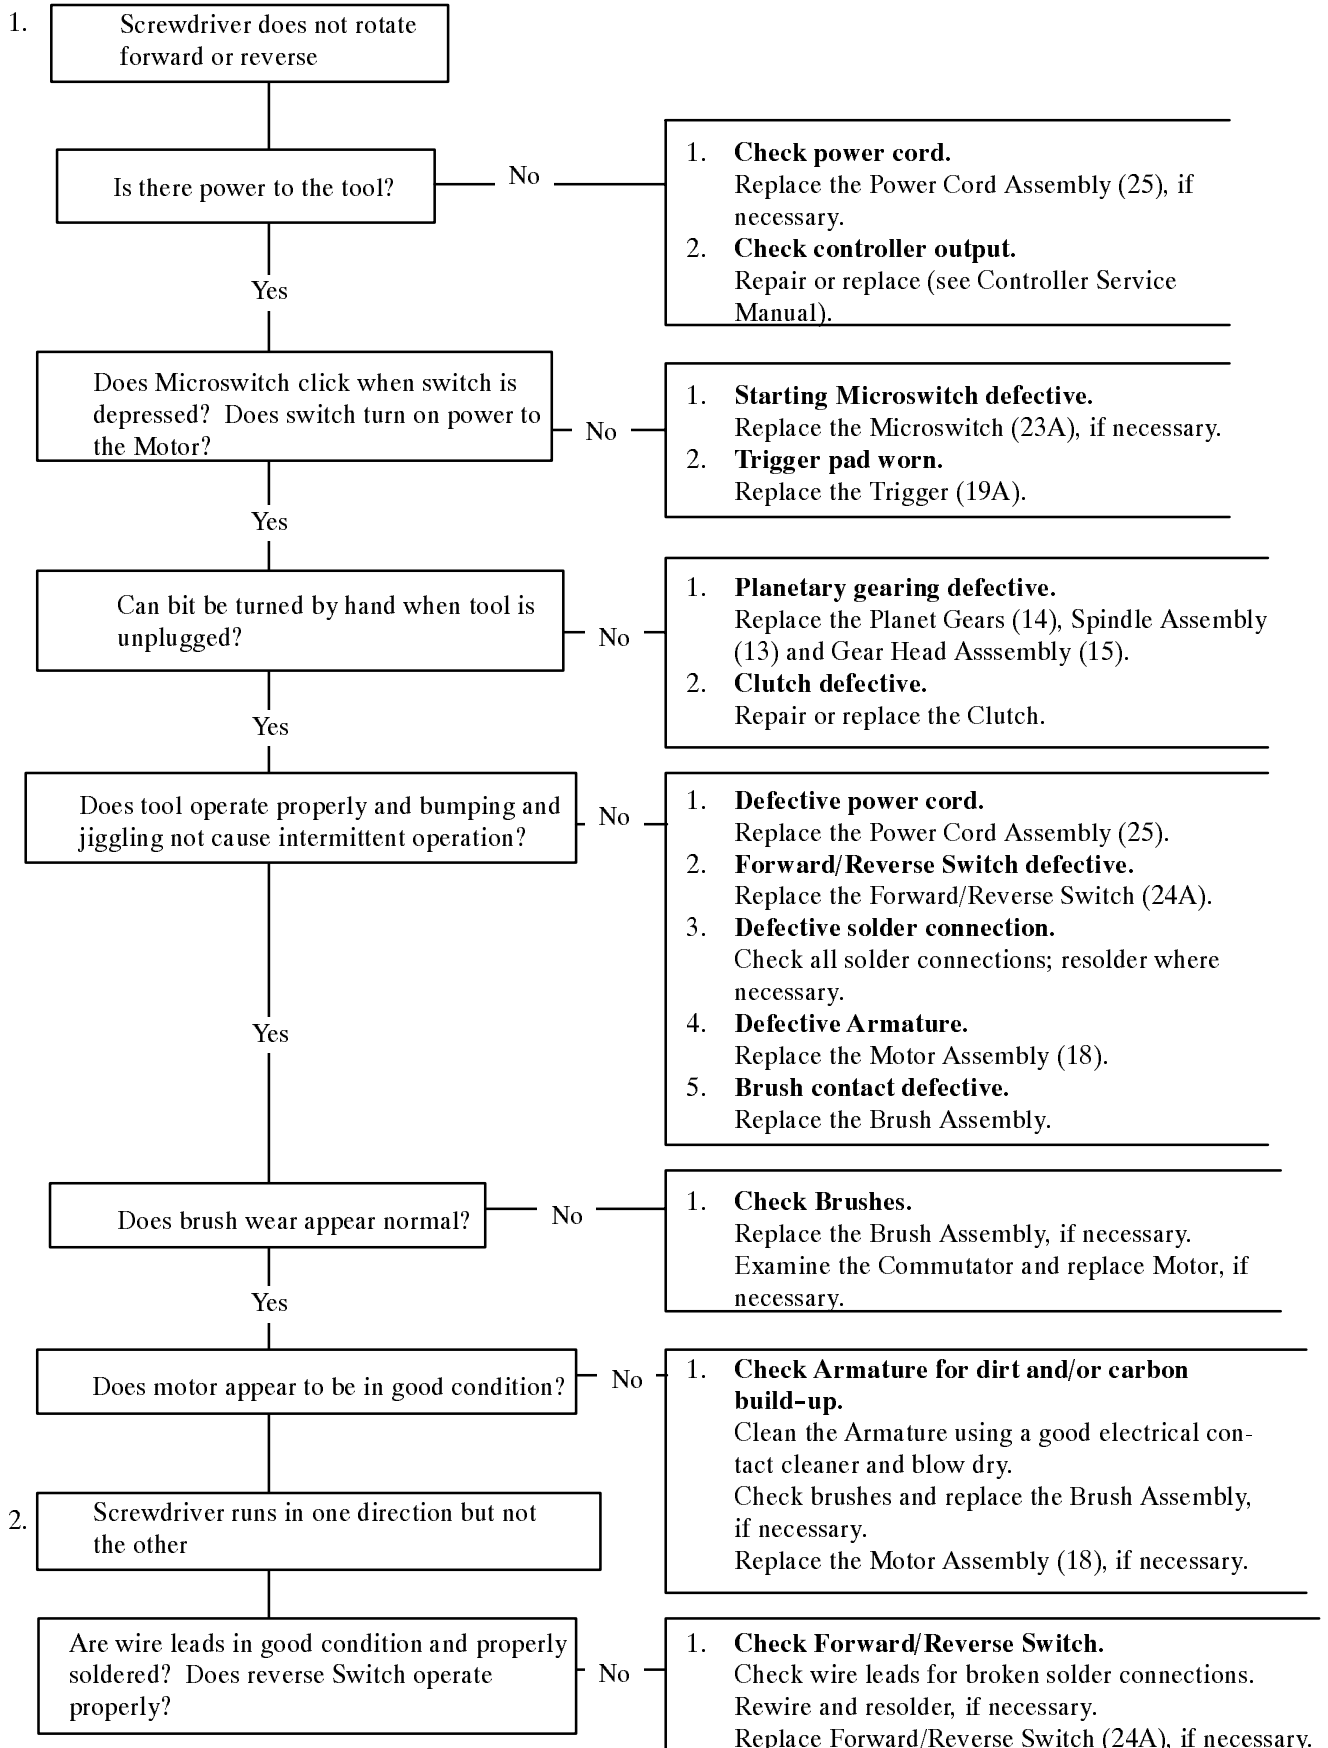 1.
Screwdriver does not rotate
forward or reverse
Is there power to the tool?
No
1. Check power cord.
Replace the Power Cord Assembly (25), if
necessary.
2. Check controller output.
Repair or replace (see Controller Service
Manual).
Yes
Does Microswitch click when switch is
depressed? Does switch turn on power to
the Motor?
No
1. Starting Microswitch defective.
Replace the Microswitch (23A), if necessary.
2. Trigger pad worn.
Replace the Trigger (19A).
Yes
Can bit be turned by hand when tool is
unplugged?
No
1. Planetary gearing defective.
Replace the Planet Gears (14), Spindle Assembly
(13) and Gear Head Asssembly (15).
2. Clutch defective.
Repair or replace the Clutch.
Yes
Does tool operate properly and bumping and
jiggling not cause intermittent operation?
No
1. Defective power cord.
Replace the Power Cord Assembly (25).
2. Forward/Reverse Switch defective.
Replace the Forward/Reverse Switch (24A).
3. Defective solder connection.
Check all solder connections; resolder where
necessary.
4. Defective Armature.
Replace the Motor Assembly (18).
5. Brush contact defective.
Replace the Brush Assembly.
Yes
Does brush wear appear normal?
No
1. Check Brushes.
Replace the Brush Assembly, if necessary.
Examine the Commutator and replace Motor, if
necessary.
Yes
Does motor appear to be in good condition?
No
1. Check Armature for dirt and/or carbon
build-up.
Clean the Armature using a good electrical con-
tact cleaner and blow dry.
Check brushes and replace the Brush Assembly,
if necessary.
Replace the Motor Assembly (18), if necessary.
2.
Screwdriver runs in one direction but not
the other
Are wire leads in good condition and properly
soldered? Does reverse Switch operate
properly?
No
1. Check Forward/Reverse Switch.
Check wire leads for broken solder connections.
Rewire and resolder, if necessary.
Replace Forward/Reverse Switch (24A), if necessary.